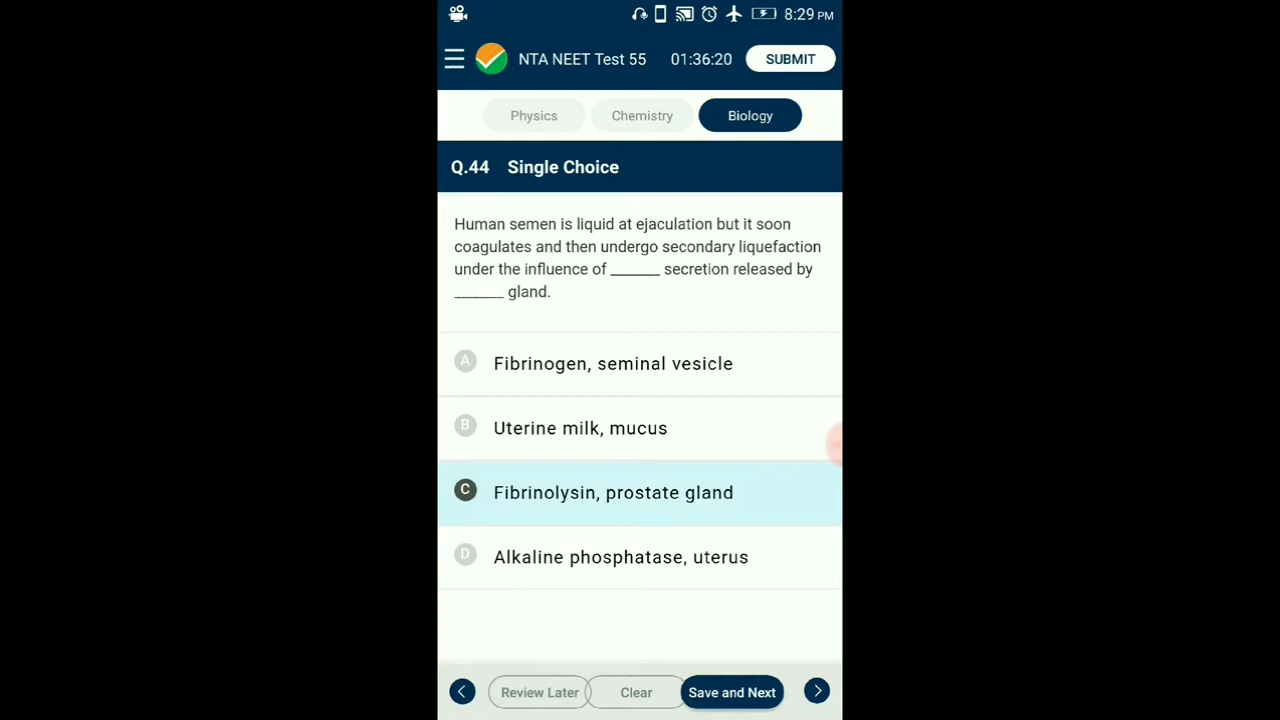 8:29 PM
NTA NEET Test 55 01:36:20 SUBMIT
Physics Chemistry Biology
Q.44 Single Choice
Human semen is liquid at ejaculation but it soon
coagulates and then undergo secondary liquefaction
under the influence of ______ secretion released by
______ gland.
A Fibrinogen, seminal vesicle
B Uterine milk, mucus
C Fibrinolysin, prostate gland
D Alkaline phosphatase, uterus
Review Later Clear Save and Next